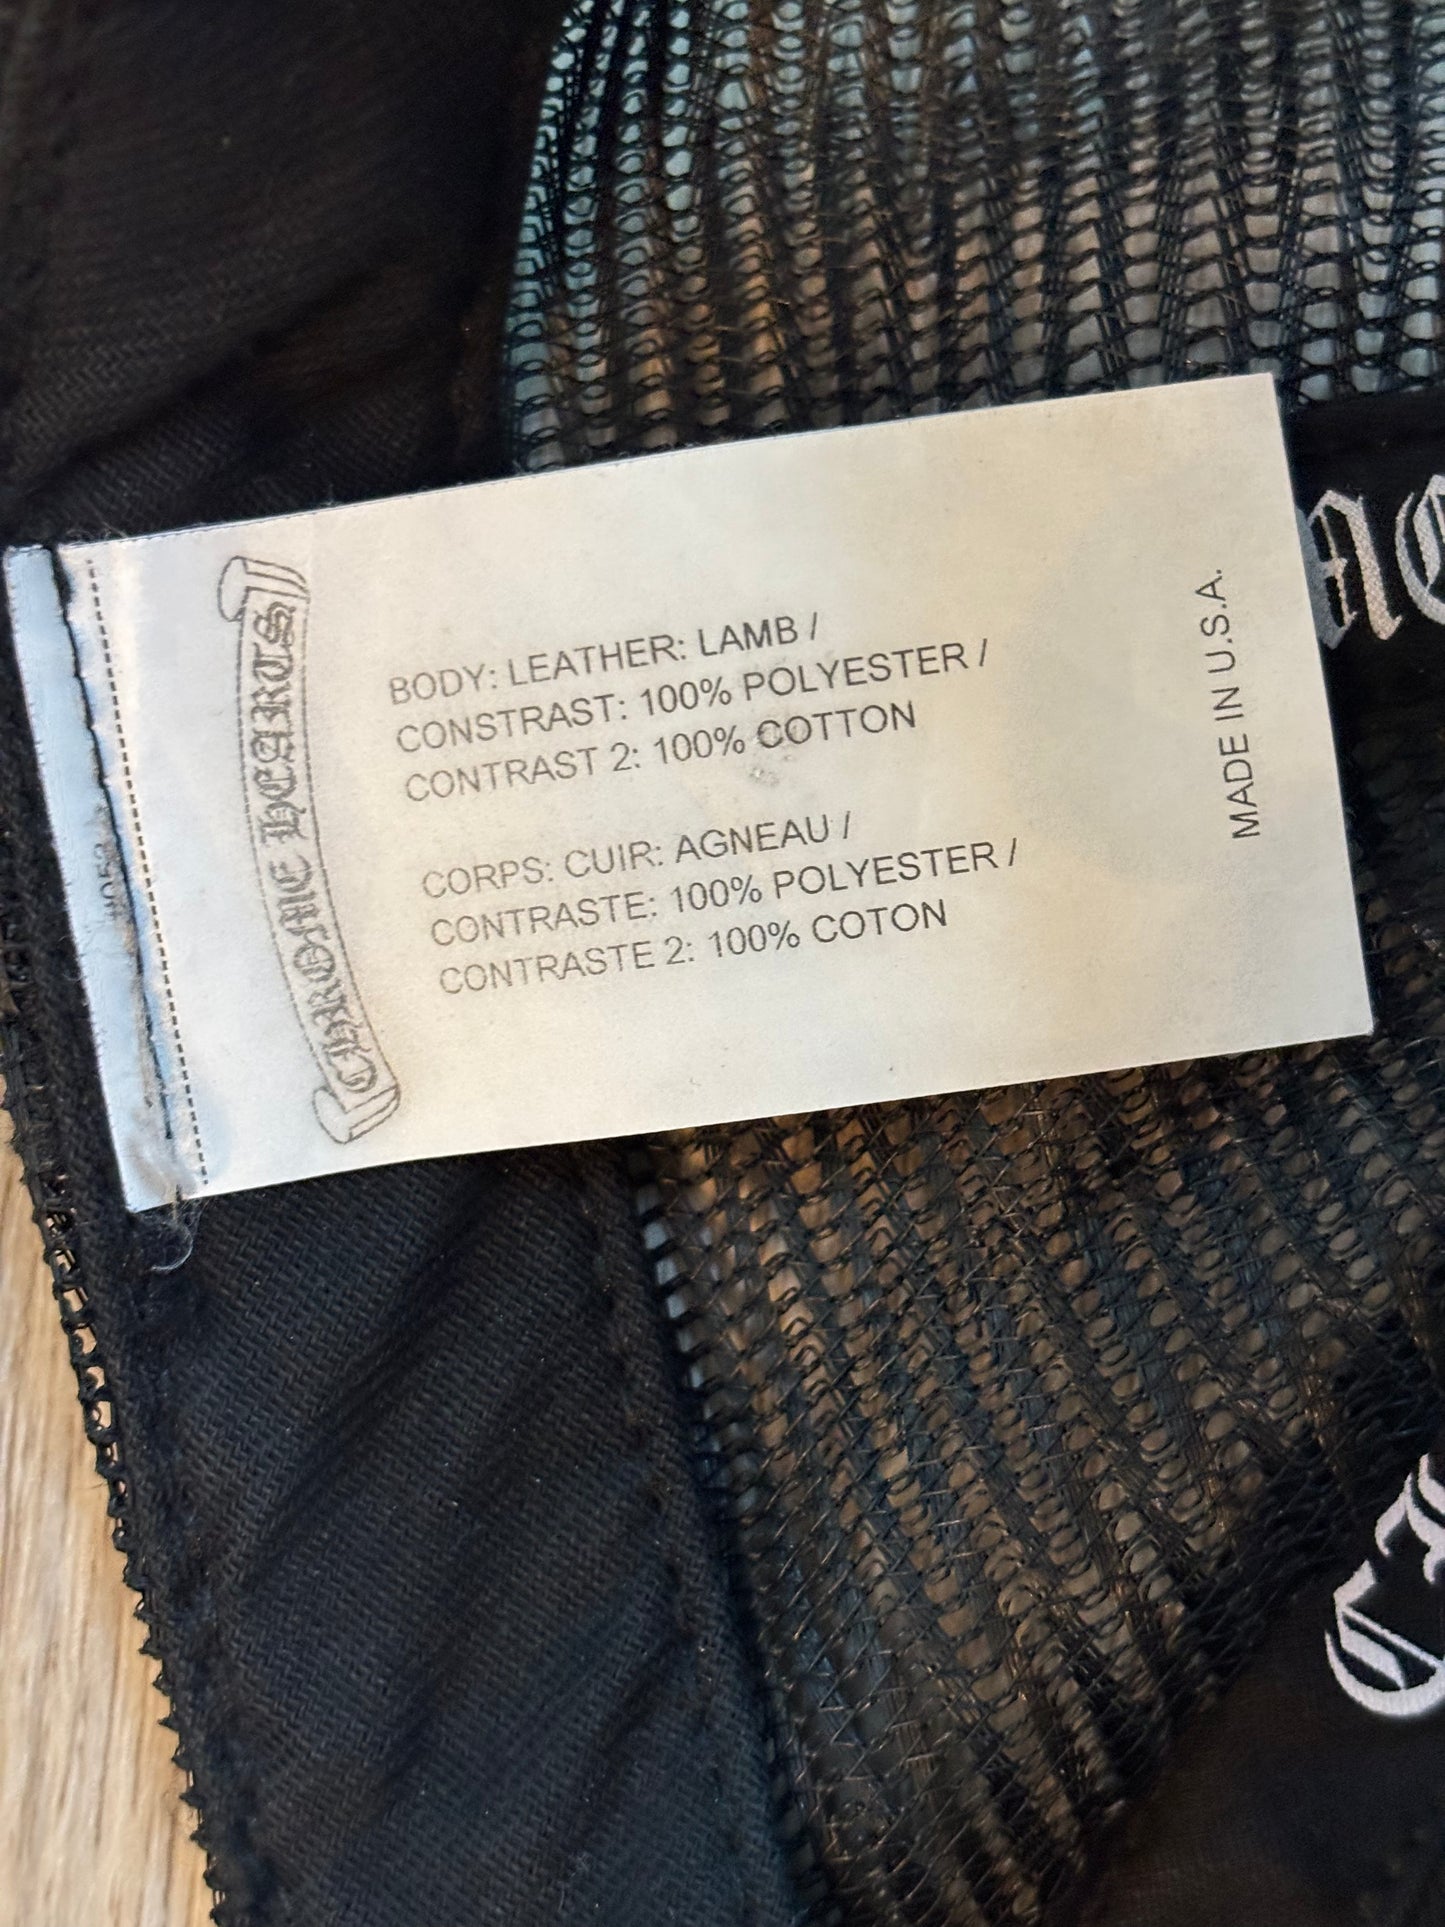 CHROME HEARTS
BODY: LEATHER: LAMB /
CONSTRAST: 100% POLYESTER /
CONTRAST 2: 100% COTTON
CORPS: CUIR: AGNEAU /
CONTRASTE: 100% POLYESTER /
CONTRASTE 2: 100% COTON
MADE IN U.S.A.